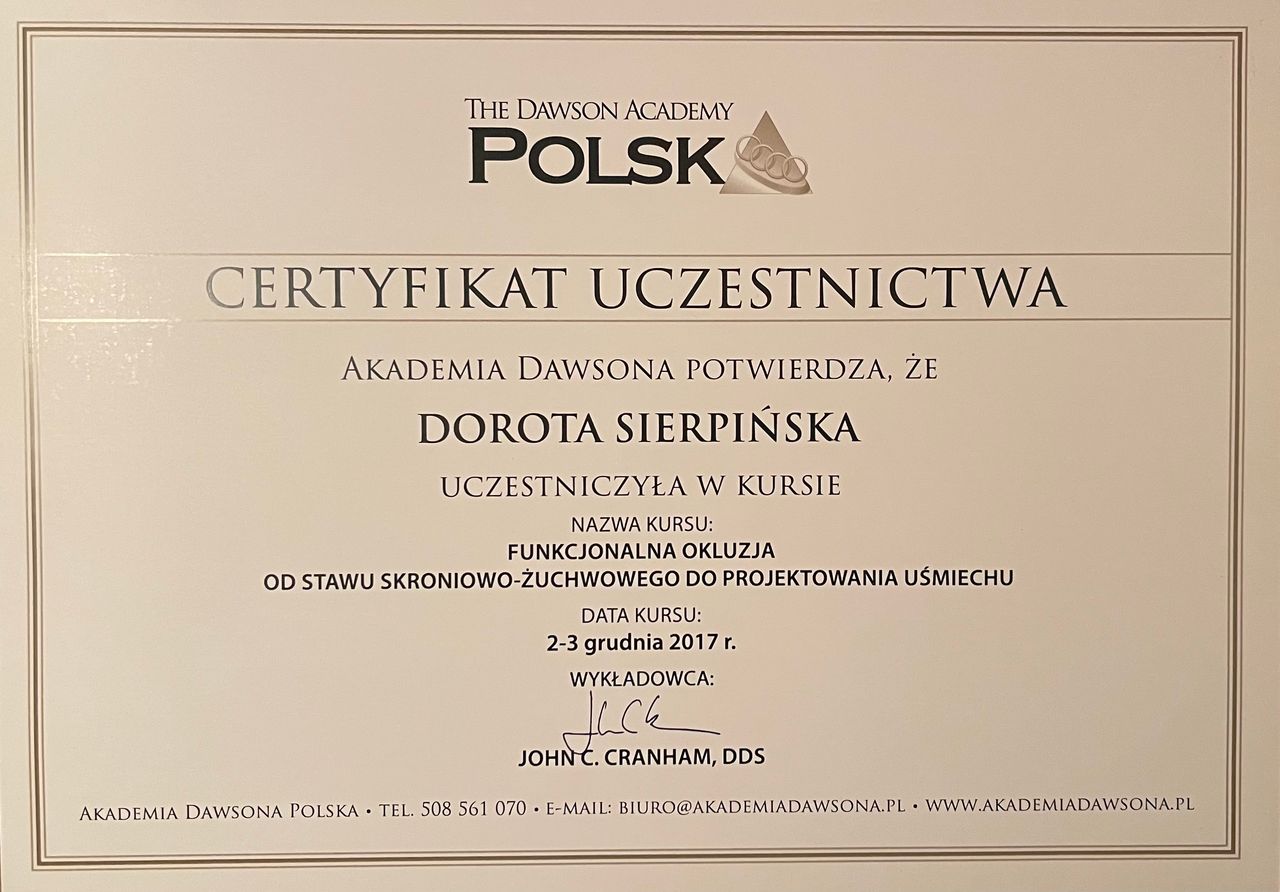 THE DAWSON ACADEMY
POLSK
CERTYFIKAT UCZESTNICTWA
AKADEMIA DAWSONA POTWIERDZA, ŻE
DOROTA SIERPIŃSKA
UCZESTNICZYŁA W KURSIE
NAZWA KURSU:
FUNKCJONALNA OKLUZJA
OD STAWU SKRONIOWO-ŻUCHWOWEGO DO PROJEKTOWANIA UŚMIECHU
DATA KURSU:
2-3 grudnia 2017 r.
WYKŁADOWCA:
JOHN C. CRANHAM, DDS
AKADEMIA DAWSONA POLSKA • TEL. 508 561 070 • E-MAIL: BIURO@AKADEMIADAWSONA.PL • WWW.AKADEMIADAWSONA.PL